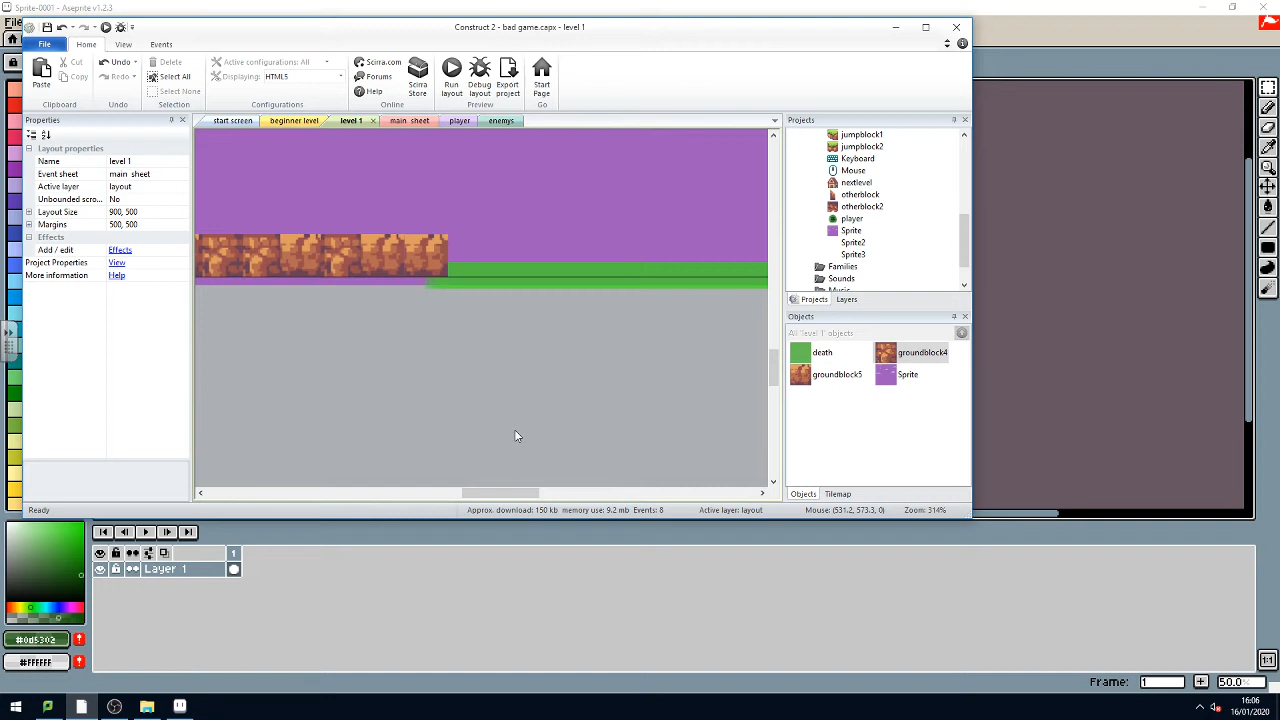 Sprite-0001 - Aseprite v1.2.3
File
Construct 2 - bad game.capx - level 1
File Home View Events
Paste Cut Copy
Clipboard
Undo Redo
Undo
Delete Select All Select None
Selection
Active configurations: All
Displaying: HTML5
Configurations
Scirra.com Forums Help
Scirra Store
Online
Run layout Debug layout Export project
Preview
Start Page
Go
Properties
Layout properties
Name level 1
Event sheet main sheet
Active layer layout
Unbounded scro... No
Layout Size 900, 500
Margins 500, 500
Effects
Add / edit Effects
Project Properties View
More information Help
start screen beginner level level 1 main sheet player enemys
Projects
jumpblock1
jumpblock2
Keyboard
Mouse
nextlevel
otherblock
otherblock2
player
Sprite
Sprite2
Sprite3
Families
Sounds
Projects Layers
Objects
All 'level 1' objects
death groundblock4
groundblock5 Sprite
Objects Tilemap
Ready Approx. download: 150 kb memory use: 9.2 mb Events: 8 Active layer: layout Mouse: (531.2, 573.3, 0) Zoom: 314%
1
Layer 1
#0d5302
#FFFFFF
1:1
Frame: 1 50.0%
16:06
16/01/2020